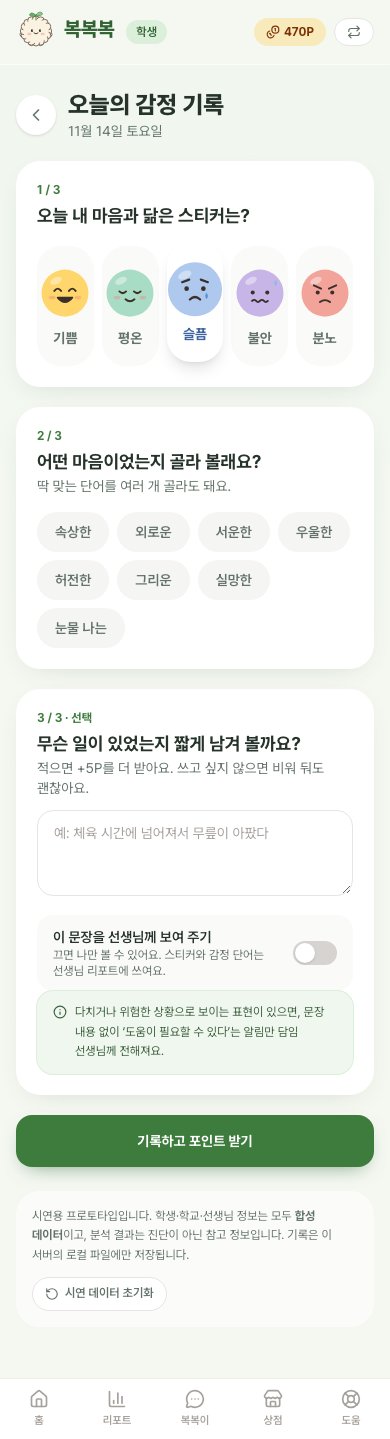 복복복
학생
470P
오늘의 감정 기록
11월 14일 토요일
1 / 3
오늘 내 마음과 닮은 스티커는?
기쁨
평온
슬픔
불안
분노
2 / 3
어떤 마음이었는지 골라 볼래요?
딱 맞는 단어를 여러 개 골라도 돼요.
속상한
외로운
서운한
우울한
허전한
그리운
실망한
눈물 나는
3 / 3 · 선택
무슨 일이 있었는지 짧게 남겨 볼까요?
적으면 +5P를 더 받아요. 쓰고 싶지 않으면 비워 둬도
괜찮아요.
예: 체육 시간에 넘어져서 무릎이 아팠다
이 문장을 선생님께 보여 주기
끄면 나만 볼 수 있어요. 스티커와 감정 단어는
선생님 리포트에 쓰여요.
다치거나 위험한 상황으로 보이는 표현이 있으면, 문장
내용 없이 ‘도움이 필요할 수 있다’는 알림만 담임
선생님께 전해져요.
기록하고 포인트 받기
시연용 프로토타입입니다. 학생·학교·선생님 정보는 모두 합성
데이터이고, 분석 결과는 진단이 아닌 참고 정보입니다. 기록은 이
서버의 로컬 파일에만 저장됩니다.
시연 데이터 초기화
홈
리포트
복복이
상점
도움